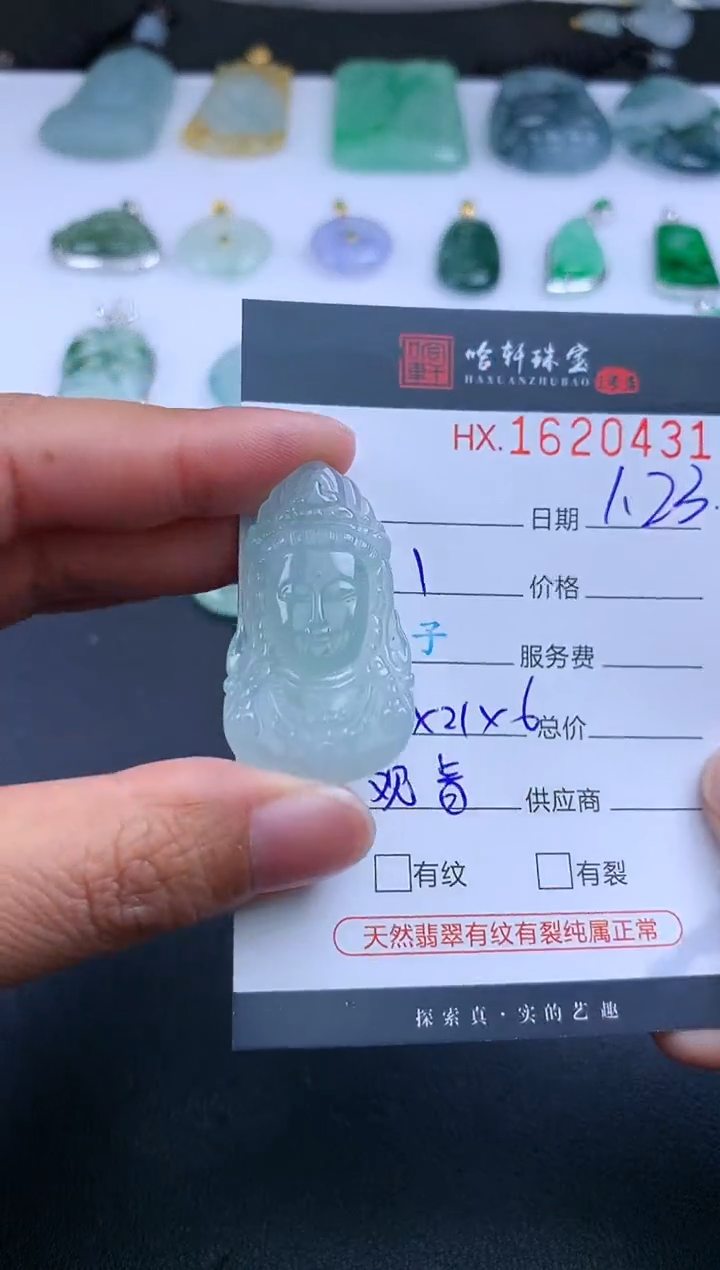 哈轩珠宝
HAXUANZHUBAO
HX.1620431
日期 1.23.
1 价格
子 服务费
×21×6 总价
观音 供应商
有纹 有裂
天然翡翠有纹有裂纯属正常
探索真·实的艺趣